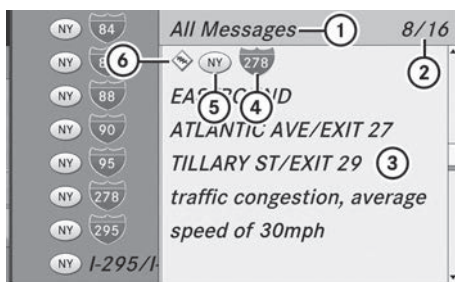 NY 84
NY 8
NY 88
NY 90
NY 95
NY 278
NY 295
NY I-295/I-
All Messages 1 8/16
2
6 NY 278
5 4
EASTBOUND
ATLANTIC AVE/EXIT 27
TILLARY ST/EXIT 29 3
traffic congestion, average
speed of 30mph